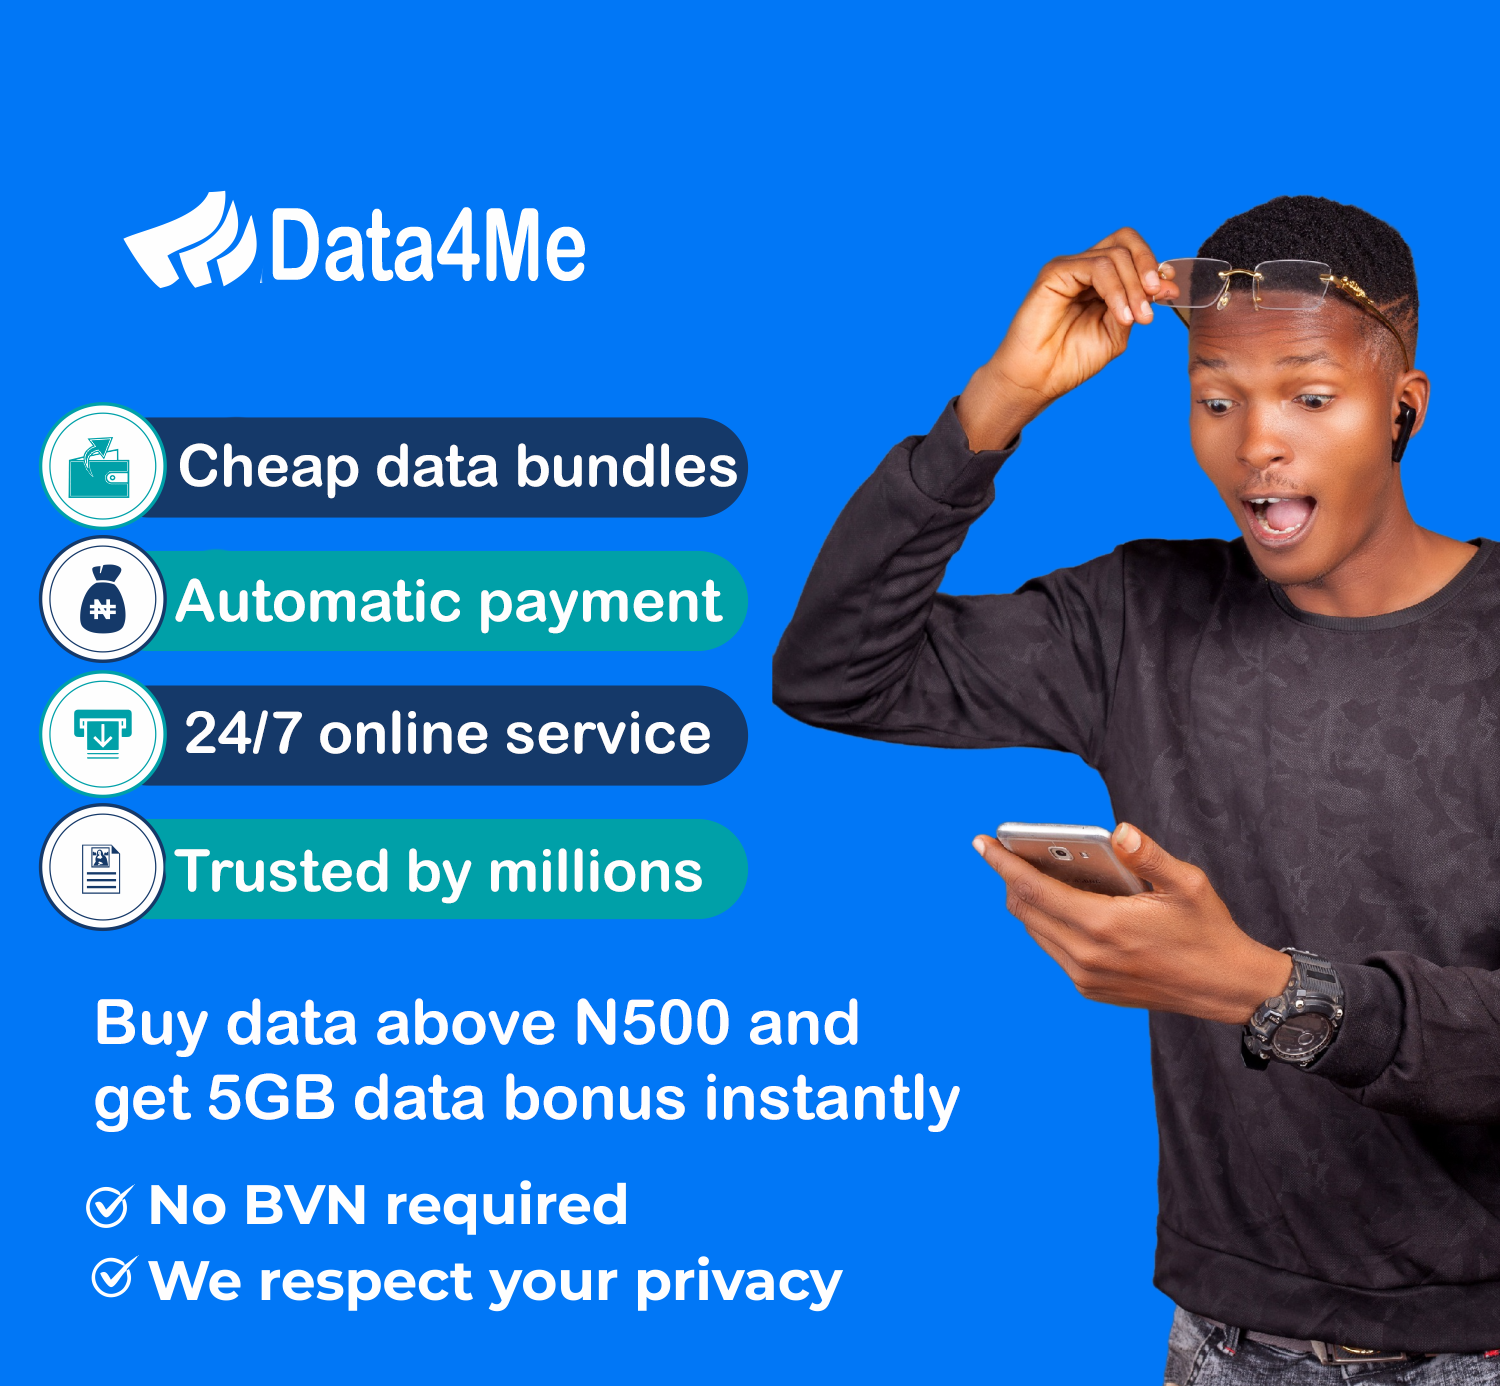 Data4Me
Cheap data bundles
₦
Automatic payment
24/7 online service
Trusted by millions
Buy data above N500 and
get 5GB data bonus instantly
No BVN required
We respect your privacy